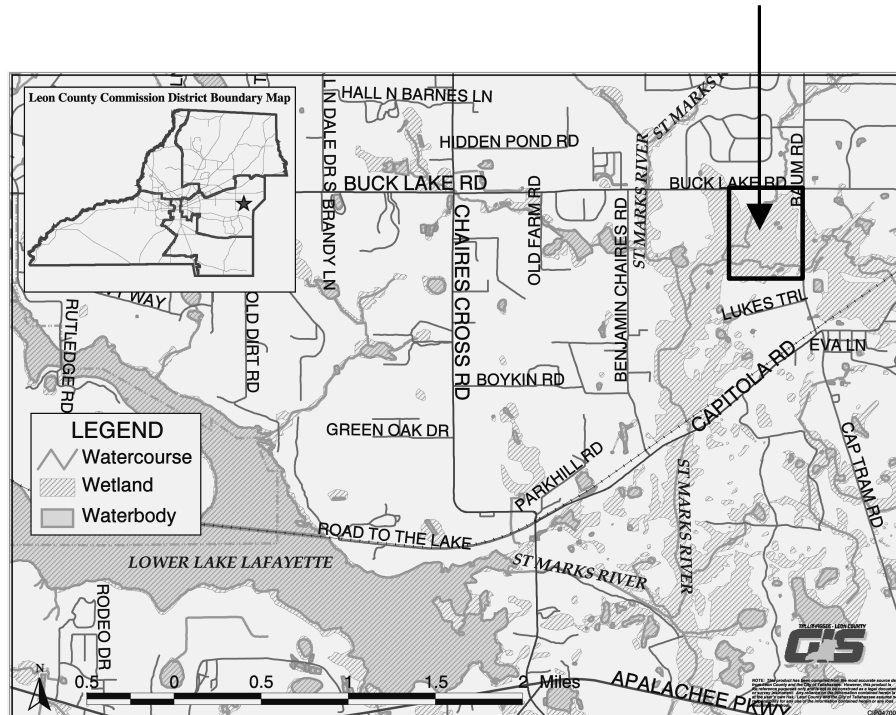 Leon County Commission District Boundary Map
HALL N BARNES LN
ST MARKS R
HIDDEN POND RD
LN DALE DR S
BRANDY LN
BUCK LAKE RD
BUCK LAKE RD
BAUM RD
ST MARKS RIVER
OLD FARM RD
CHAIRES CROSS RD
BENJAMIN CHAIRES RD
WAY
LUKES TRL
RUTLEDGE RD
OLD DIRT RD
EVA LN
CAPITOLA RD
BOYKIN RD
LEGEND
Watercourse
Wetland
Waterbody
GREEN OAK DR
CAP TRAM RD
PARKHILL RD
ST MARKS RIVER
ROAD TO THE LAKE
LOWER LAKE LAFAYETTE
ST MARKS RIVER
RODEO DR
TALLAHASSEE - LEON COUNTY
GIS
N
0.5 0 0.5 1 2 Miles
APALACHEE PKWY